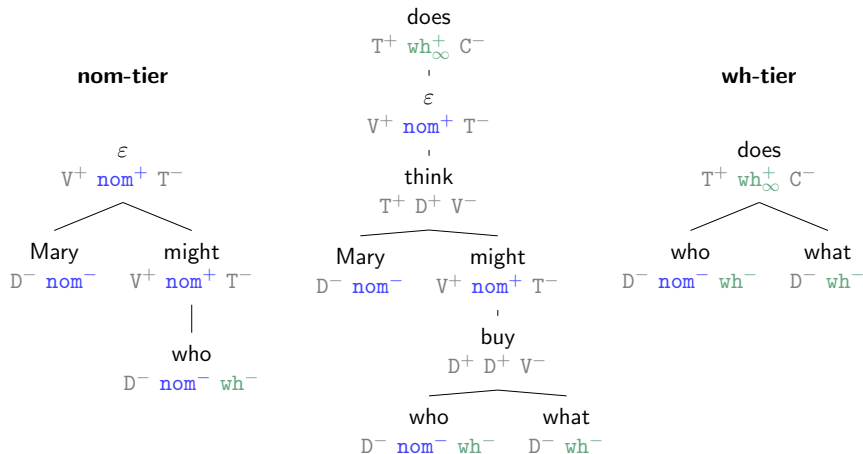 does
T⁺ wh⁺∞ C⁻
nom-tier
wh-tier
ε
V⁺ nom⁺ T⁻
ε
V⁺ nom⁺ T⁻
does
T⁺ wh⁺∞ C⁻
think
T⁺ D⁺ V⁻
Mary
D⁻ nom⁻
might
V⁺ nom⁺ T⁻
Mary
D⁻ nom⁻
might
V⁺ nom⁺ T⁻
who
D⁻ nom⁻ wh⁻
what
D⁻ wh⁻
who
D⁻ nom⁻ wh⁻
buy
D⁺ D⁺ V⁻
who
D⁻ nom⁻ wh⁻
what
D⁻ wh⁻